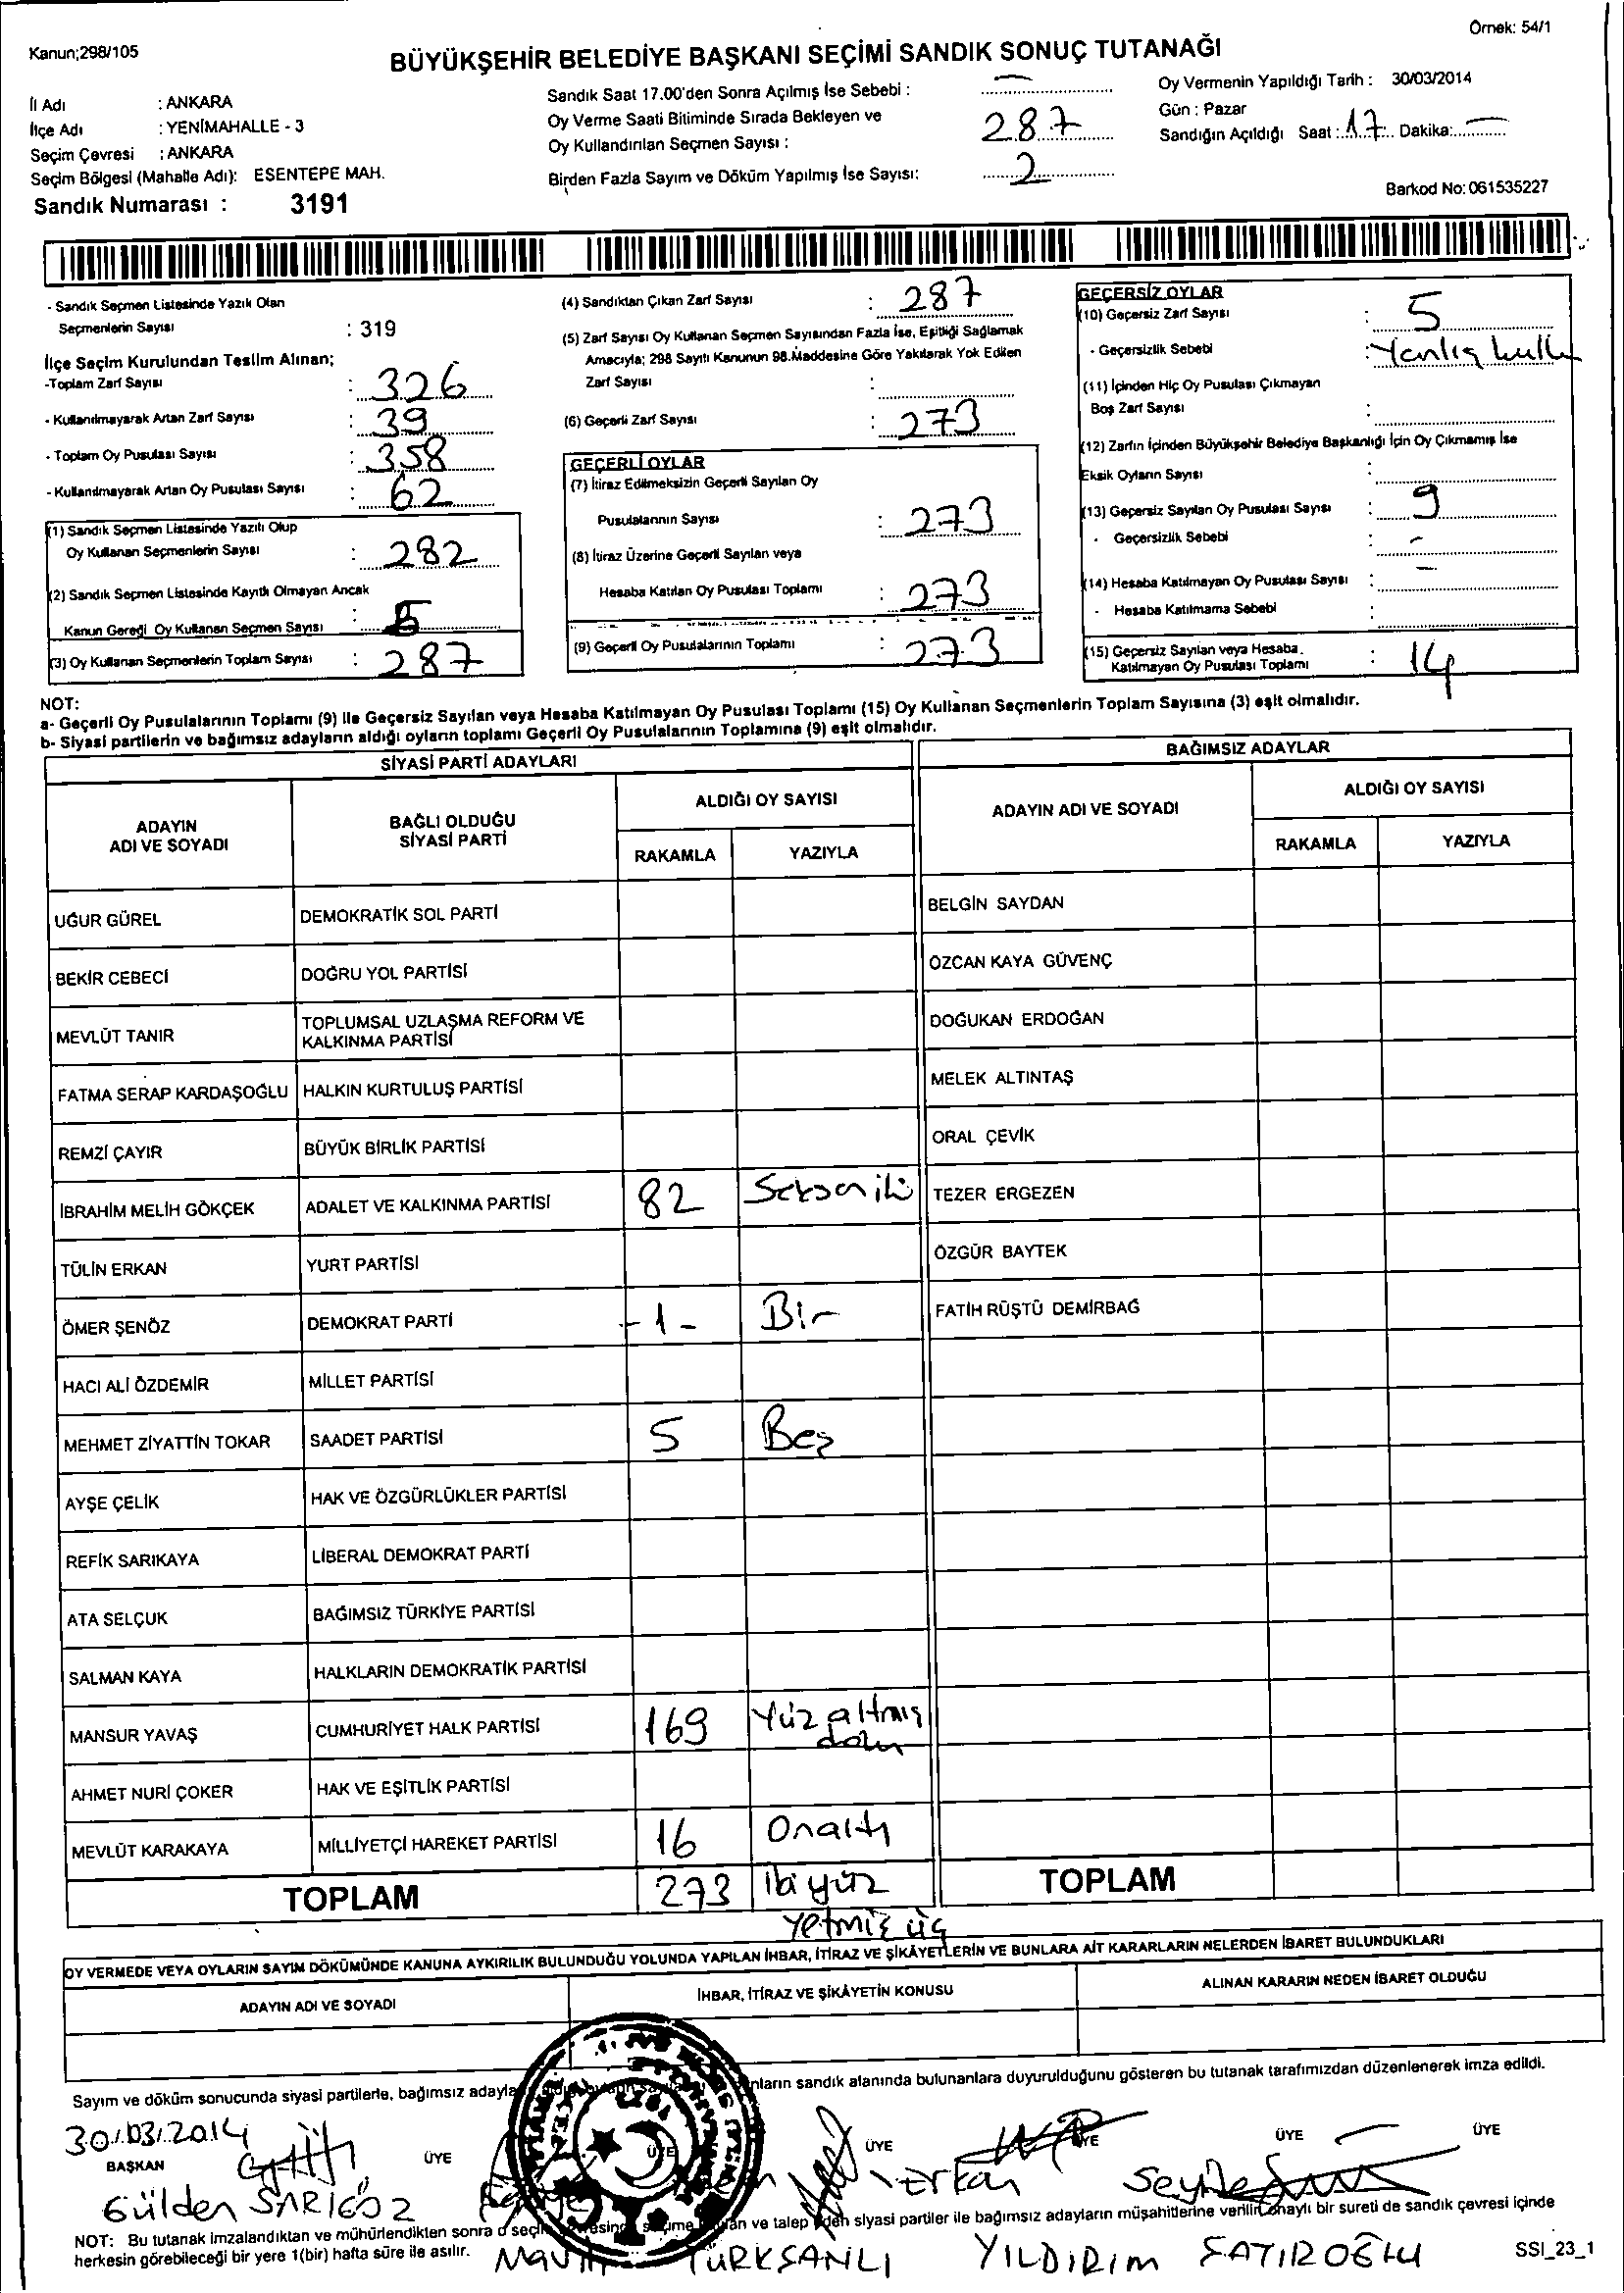 Örnek: 54/1
Kanun;298/105
BÜYÜKŞEHİR BELEDİYE BAŞKANI SEÇİMİ SANDIK SONUÇ TUTANAĞI
İl Adı : ANKARA
İlçe Adı : YENİMAHALLE - 3
Seçim Çevresi : ANKARA
Seçim Bölgesi (Mahalle Adı): ESENTEPE MAH.
Sandık Numarası : 3191
Sandık Saat 17.00'den Sonra Açılmış İse Sebebi :
Oy Verme Saati Bitiminde Sırada Bekleyen ve
Oy Kullandırılan Seçmen Sayısı : 287
Birden Fazla Sayım ve Döküm Yapılmış İse Sayısı: 2
Oy Vermenin Yapıldığı Tarih : 30/03/2014
Gün : Pazar
Sandığın Açıldığı Saat : 17 Dakika:
Barkod No: 061535227
- Sandık Seçmen Listesinde Yazılı Olan
Seçmenlerin Sayısı : 319
İlçe Seçim Kurulundan Teslim Alınan;
-Toplam Zarf Sayısı : 326
- Kullanılmayarak Artan Zarf Sayısı : 39
- Toplam Oy Pusulası Sayısı : 358
- Kullanılmayarak Artan Oy Pusulası Sayısı : 62
(1) Sandık Seçmen Listesinde Yazılı Olup
Oy Kullanan Seçmenlerin Sayısı : 282
(2) Sandık Seçmen Listesinde Kayıtlı Olmayan Ancak
Kanun Gereği Oy Kullanan Seçmen Sayısı : 5
(3) Oy Kullanan Seçmenlerin Toplam Sayısı : 287
(4) Sandıktan Çıkan Zarf Sayısı : 287
(5) Zarf Sayısı Oy Kullanan Seçmen Sayısından Fazla İse, Eşitliği Sağlamak
Amacıyla; 298 Sayılı Kanunun 98.Maddesine Göre Yakılarak Yok Edilen
Zarf Sayısı :
(6) Geçerli Zarf Sayısı : 273
GEÇERLİ OYLAR
(7) İtiraz Edilmeksizin Geçerli Sayılan Oy
Pusulalarının Sayısı : 273
(8) İtiraz Üzerine Geçerli Sayılan veya
Hesaba Katılan Oy Pusulası Toplamı : 273
(9) Geçerli Oy Pusulalarının Toplamı : 273
GEÇERSİZ OYLAR
(10) Geçersiz Zarf Sayısı : 5
- Geçersizlik Sebebi : Yanlış
(11) İçinden Hiç Oy Pusulası Çıkmayan
Boş Zarf Sayısı :
(12) Zarfın İçinden Büyükşehir Belediye Başkanlığı İçin Oy Çıkmamış İse
Eksik Oyların Sayısı :
(13) Geçersiz Sayılan Oy Pusulası Sayısı : 9
- Geçersizlik Sebebi : -
(14) Hesaba Katılmayan Oy Pusulası Sayısı : -
- Hesaba Katılmama Sebebi :
(15) Geçersiz Sayılan veya Hesaba
Katılmayan Oy Pusulası Toplamı : 14
NOT:
a- Geçerli Oy Pusulalarının Toplamı (9) ile Geçersiz Sayılan veya Hesaba Katılmayan Oy Pusulası Toplamı (15) Oy Kullanan Seçmenlerin Toplam Sayısına (3) eşit olmalıdır.
b- Siyasi partilerin ve bağımsız adayların aldığı oyların toplamı Geçerli Oy Pusulalarının Toplamına (9) eşit olmalıdır.
SİYASİ PARTİ ADAYLARI
BAĞIMSIZ ADAYLAR
ADAYIN ADI VE SOYADI
BAĞLI OLDUĞU SİYASİ PARTİ
ALDIĞI OY SAYISI
RAKAMLA YAZIYLA
ADAYIN ADI VE SOYADI
ALDIĞI OY SAYISI
RAKAMLA YAZIYLA
UĞUR GÜREL DEMOKRATİK SOL PARTİ BELGİN SAYDAN
BEKİR CEBECİ DOĞRU YOL PARTİSİ ÖZCAN KAYA GÜVENÇ
MEVLÜT TANIR TOPLUMSAL UZLAŞMA REFORM VE KALKINMA PARTİSİ DOĞUKAN ERDOĞAN
FATMA SERAP KARDAŞOĞLU HALKIN KURTULUŞ PARTİSİ MELEK ALTINTAŞ
REMZİ ÇAYIR BÜYÜK BİRLİK PARTİSİ ORAL ÇEVİK
İBRAHİM MELİH GÖKÇEK ADALET VE KALKINMA PARTİSİ 82 Seksen iki TEZER ERGEZEN
TÜLİN ERKAN YURT PARTİSİ ÖZGÜR BAYTEK
ÖMER ŞENÖZ DEMOKRAT PARTİ -1- Bir FATİH RÜŞTÜ DEMİRBAĞ
HACI ALİ ÖZDEMİR MİLLET PARTİSİ
MEHMET ZİYATTİN TOKAR SAADET PARTİSİ 5 Beş
AYŞE ÇELİK HAK VE ÖZGÜRLÜKLER PARTİSİ
REFİK SARIKAYA LİBERAL DEMOKRAT PARTİ
ATA SELÇUK BAĞIMSIZ TÜRKİYE PARTİSİ
SALMAN KAYA HALKLARIN DEMOKRATİK PARTİSİ
MANSUR YAVAŞ CUMHURİYET HALK PARTİSİ 169 Yüz altmış dokuz
AHMET NURİ ÇOKER HAK VE EŞİTLİK PARTİSİ
MEVLÜT KARAKAYA MİLLİYETÇİ HAREKET PARTİSİ 16 Onaltı
TOPLAM 273 iki yüz yetmiş üç TOPLAM
OY VERMEDE VEYA OYLARIN SAYIM DÖKÜMÜNDE KANUNA AYKIRILIK BULUNDUĞU YOLUNDA YAPILAN İHBAR, İTİRAZ VE ŞİKÂYETLERİN VE BUNLARA AİT KARARLARIN NELERDEN İBARET BULUNDUKLARI
ADAYIN ADI VE SOYADI İHBAR, İTİRAZ VE ŞİKÂYETİN KONUSU ALINAN KARARIN NEDEN İBARET OLDUĞU
Sayım ve döküm sonucunda siyasi partilerle, bağımsız sandık alanında bulunanlara duyurulduğunu gösteren bu tutanak tarafımızdan düzenlenerek imza edildi.
30/03/2014
BAŞKAN ÜYE ÜYE ÜYE ÜYE ÜYE ÜYE
Gülden SARIGÖZ
Erkan
YILDIRIM
TÜRKSANLI
NOT: Bu tutanak imzalandıktan ve mühürlendikten sonra ve talep eden siyasi partiler ile bağımsız adayların müşahitlerine verilir. Onaylı bir sureti de sandık çevresi içinde
herkesin görebileceği bir yere 1(bir) hafta süre ile asılır.
SSI_23_1